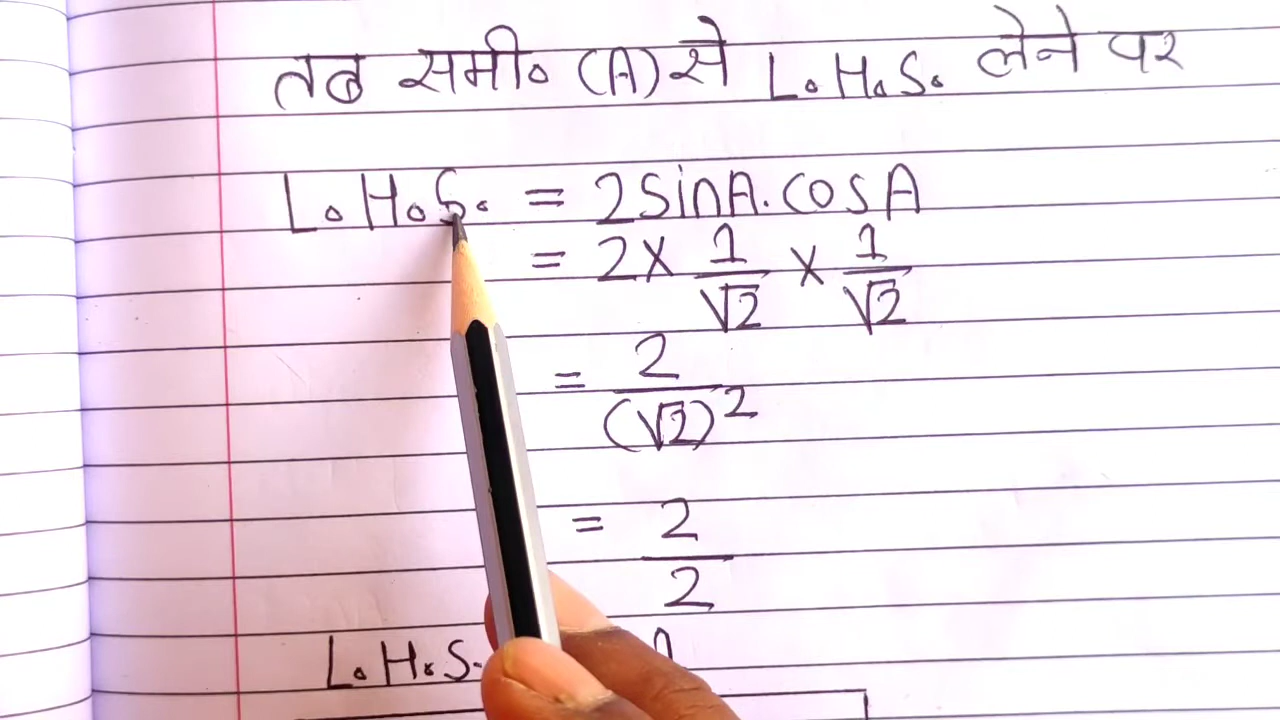 तब समी० (A) से L.H.S. लेने पर
L.H.S. = 2sinA.cosA
= 2 × 1/√2 × 1/√2
= 2/(√2)²
= 2/2
L.H.S.